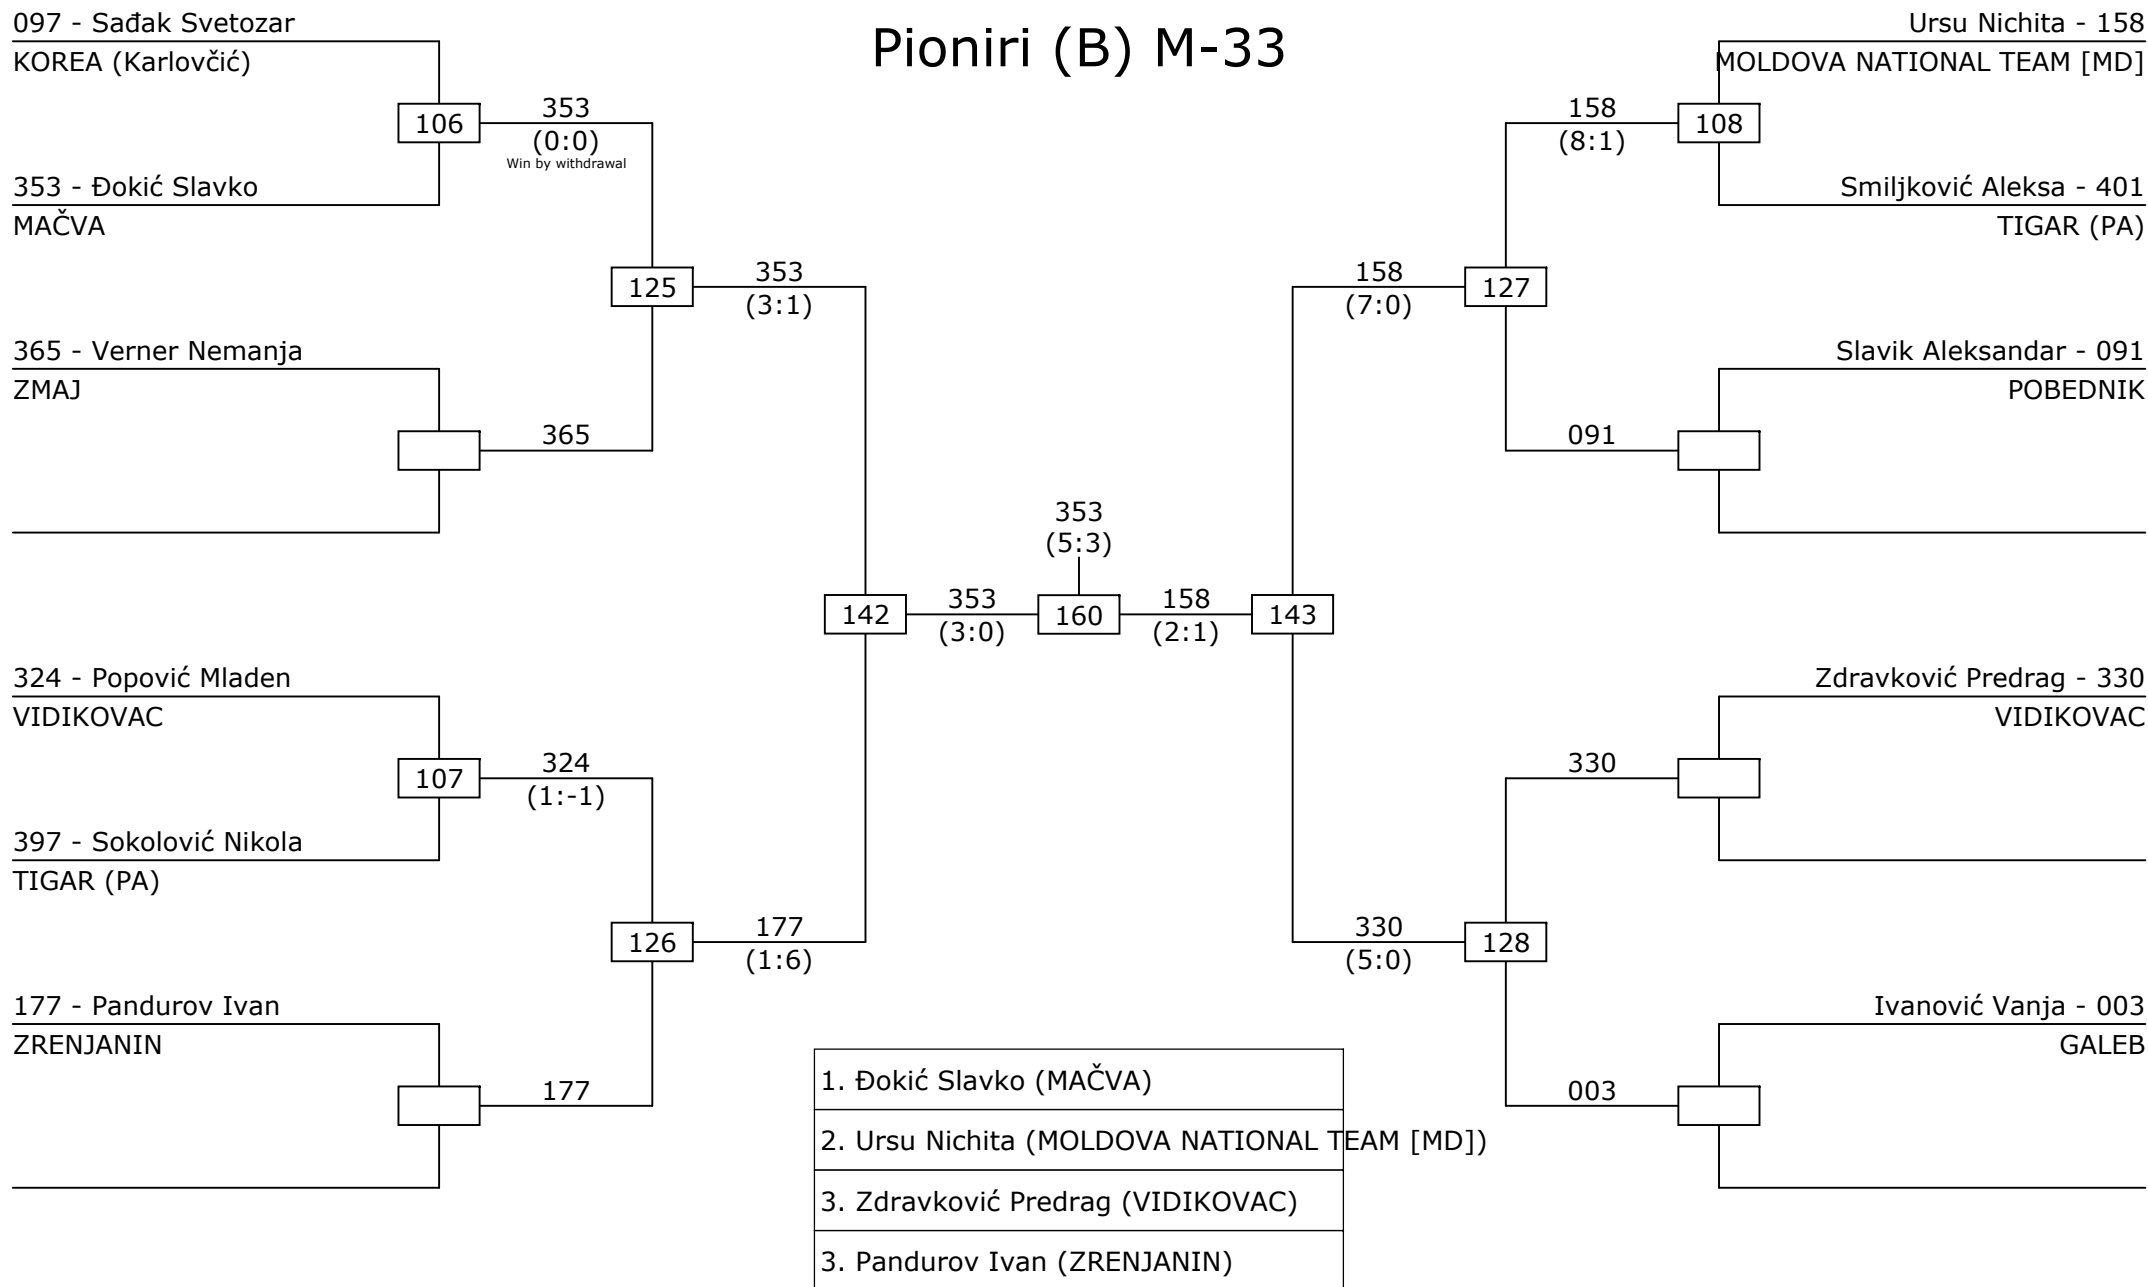 Pioniri (B) M-33
097 - Sađak Svetozar
KOREA (Karlovčić)
106
353
(0:0)
Win by withdrawal
353 - Đokić Slavko
MAČVA
125
353
(3:1)
365 - Verner Nemanja
ZMAJ
365
142
353
(3:0)
324 - Popović Mladen
VIDIKOVAC
107
324
(1:-1)
397 - Sokolović Nikola
TIGAR (PA)
126
177
(1:6)
177 - Pandurov Ivan
ZRENJANIN
177
353
(5:3)
160
Ursu Nichita - 158
MOLDOVA NATIONAL TEAM [MD]
158
(8:1)
108
Smiljković Aleksa - 401
TIGAR (PA)
158
(7:0)
127
Slavik Aleksandar - 091
POBEDNIK
091
158
(2:1)
143
Zdravković Predrag - 330
VIDIKOVAC
330
330
(5:0)
128
Ivanović Vanja - 003
GALEB
003
1. Đokić Slavko (MAČVA)
2. Ursu Nichita (MOLDOVA NATIONAL TEAM [MD])
3. Zdravković Predrag (VIDIKOVAC)
3. Pandurov Ivan (ZRENJANIN)